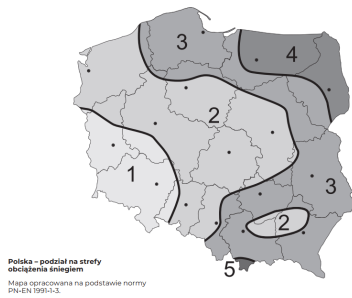 3
4
2
1
3
2
5
Polska – podział na strefy
obciążenia śniegiem
Mapa opracowana na podstawie normy
PN-EN 1991-1-3.